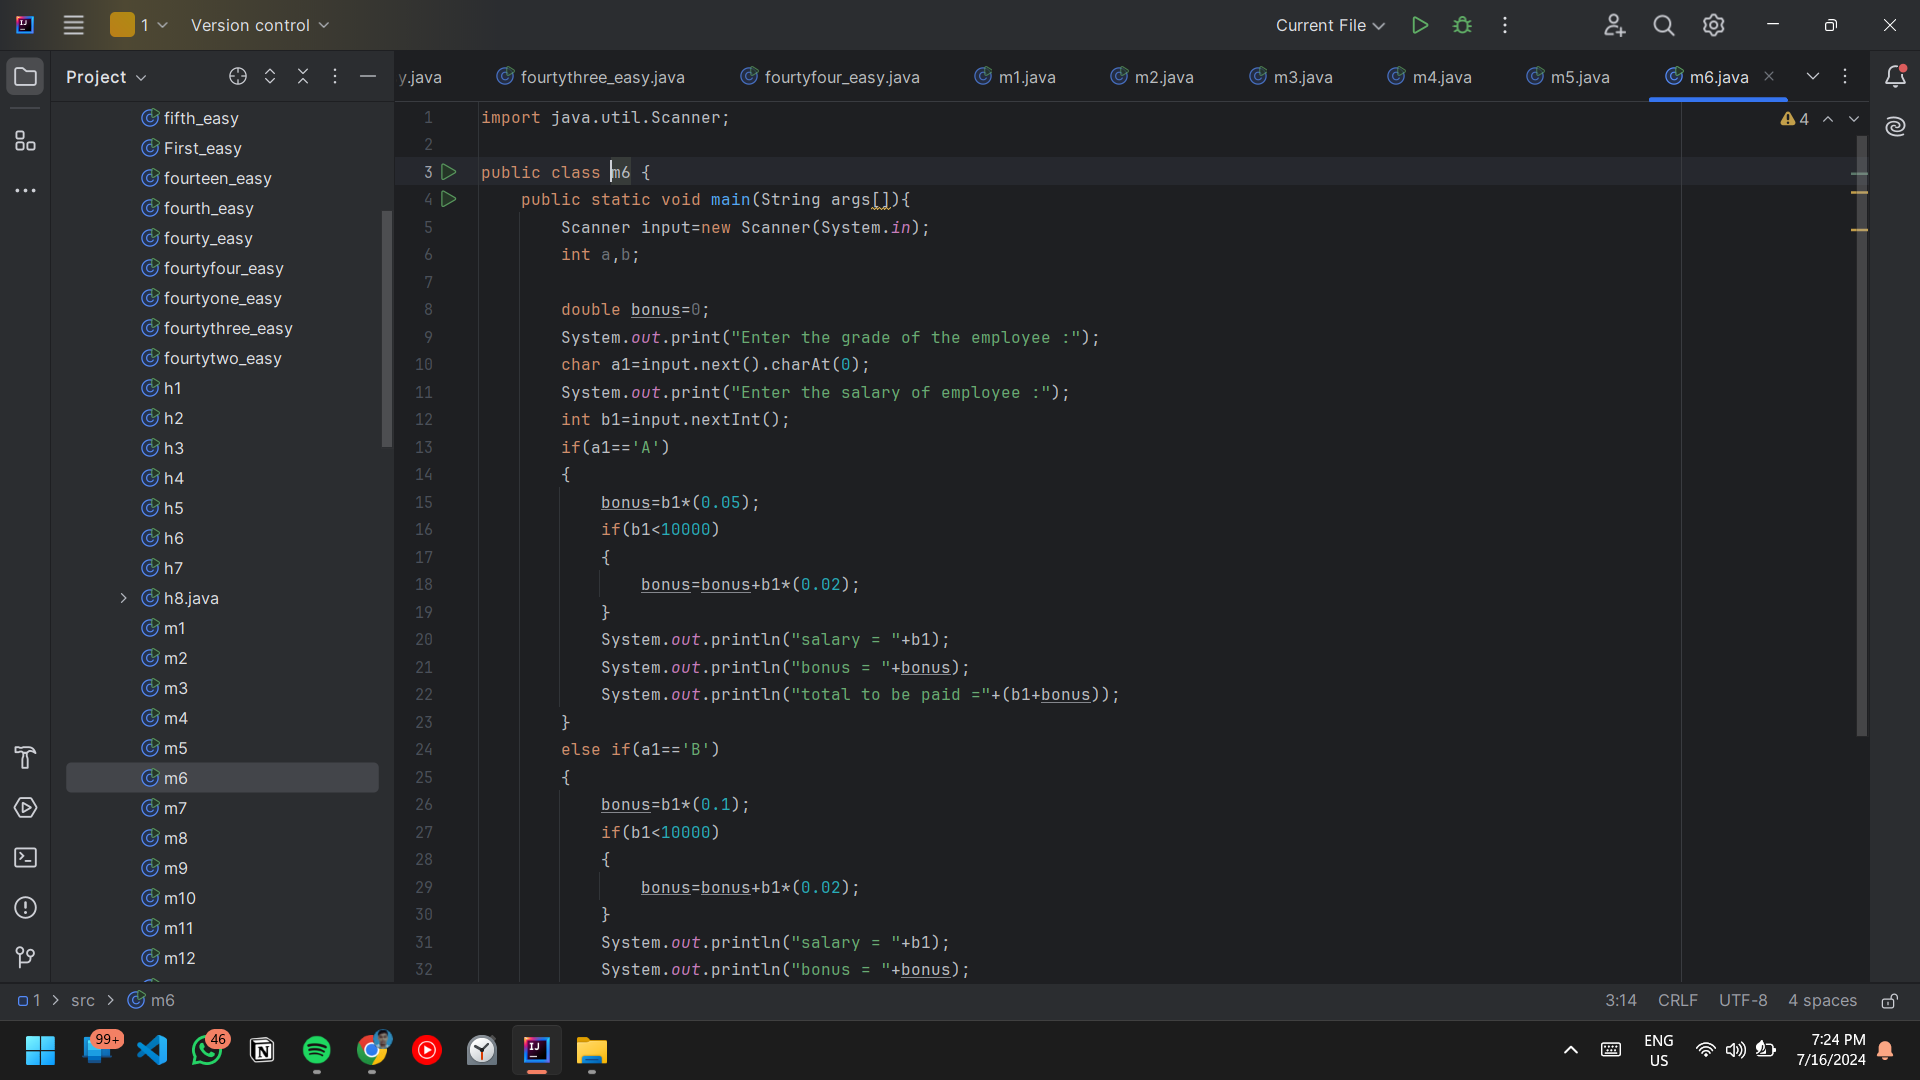 1 Version control Current File
Project
y.java fourtythree_easy.java fourtyfour_easy.java m1.java m2.java m3.java m4.java m5.java m6.java
fifth_easy
First_easy
fourteen_easy
fourth_easy
fourty_easy
fourtyfour_easy
fourtyone_easy
fourtythree_easy
fourtytwo_easy
h1
h2
h3
h4
h5
h6
h7
h8.java
m1
m2
m3
m4
m5
m6
m7
m8
m9
m10
m11
m12
4
1 import java.util.Scanner;
2
3 public class m6 {
4 public static void main(String args[]){
5 Scanner input=new Scanner(System.in);
6 int a,b;
7
8 double bonus=0;
9 System.out.print("Enter the grade of the employee :");
10 char a1=input.next().charAt(0);
11 System.out.print("Enter the salary of employee :");
12 int b1=input.nextInt();
13 if(a1=='A')
14 {
15 bonus=b1*(0.05);
16 if(b1<10000)
17 {
18 bonus=bonus+b1*(0.02);
19 }
20 System.out.println("salary = "+b1);
21 System.out.println("bonus = "+bonus);
22 System.out.println("total to be paid ="+(b1+bonus));
23 }
24 else if(a1=='B')
25 {
26 bonus=b1*(0.1);
27 if(b1<10000)
28 {
29 bonus=bonus+b1*(0.02);
30 }
31 System.out.println("salary = "+b1);
32 System.out.println("bonus = "+bonus);
1 > src > m6 3:14 CRLF UTF-8 4 spaces
99+ 46 ENG
US
7:24 PM
7/16/2024